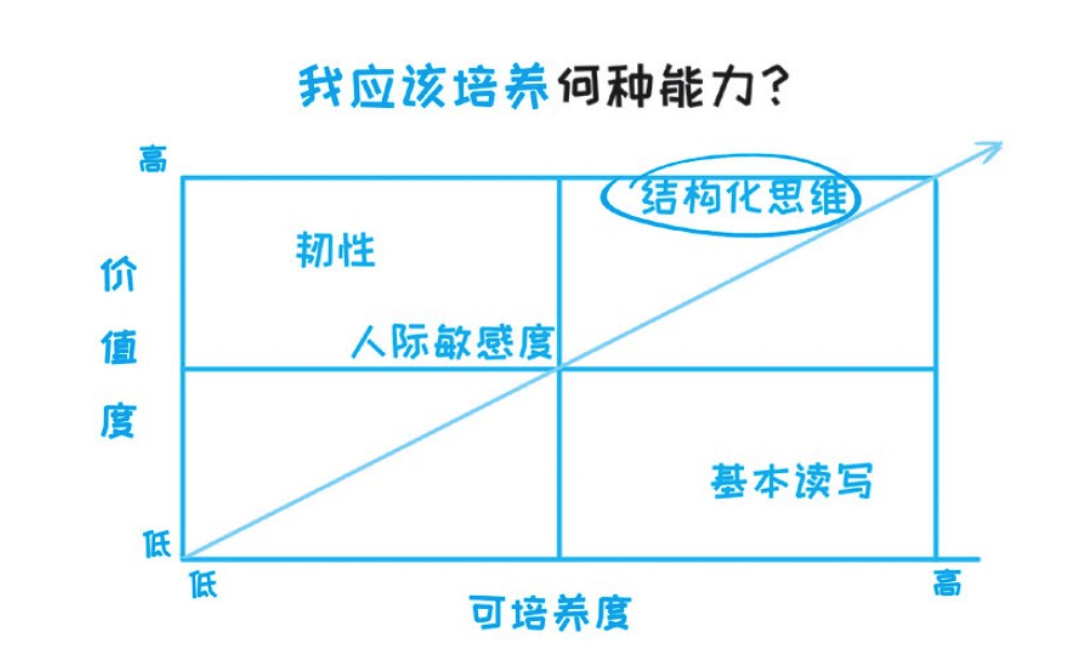 我应该培养何种能力？
高
结构化思维
韧性
价值度
人际敏感度
基本读写
低
低
高
可培养度